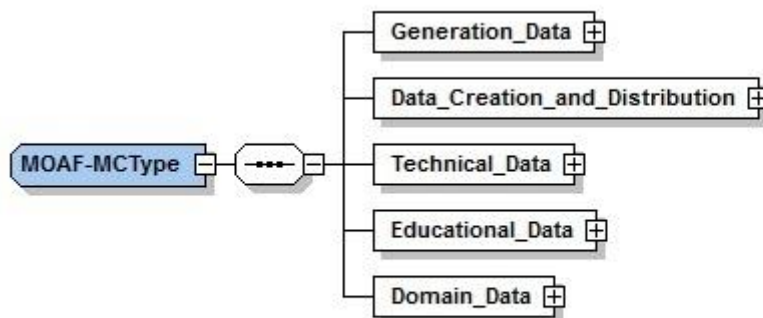 Generation_Data
Data_Creation_and_Distribution
MOAF-MCType
Technical_Data
Educational_Data
Domain_Data